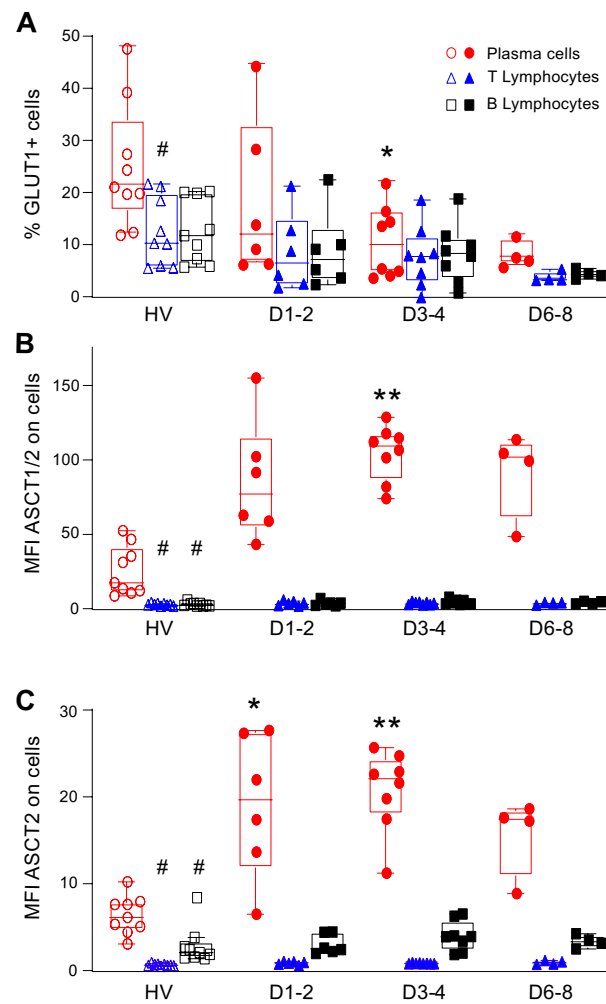 A
% GLUT1+ cells
50
40
30
20
10
0
Plasma cells
T Lymphocytes
B Lymphocytes
#
*
HV D1-2 D3-4 D6-8
B
MFI ASCT1/2 on cells
150
100
50
0
**
# #
HV D1-2 D3-4 D6-8
C
MFI ASCT2 on cells
30
20
10
0
* **
# #
HV D1-2 D3-4 D6-8